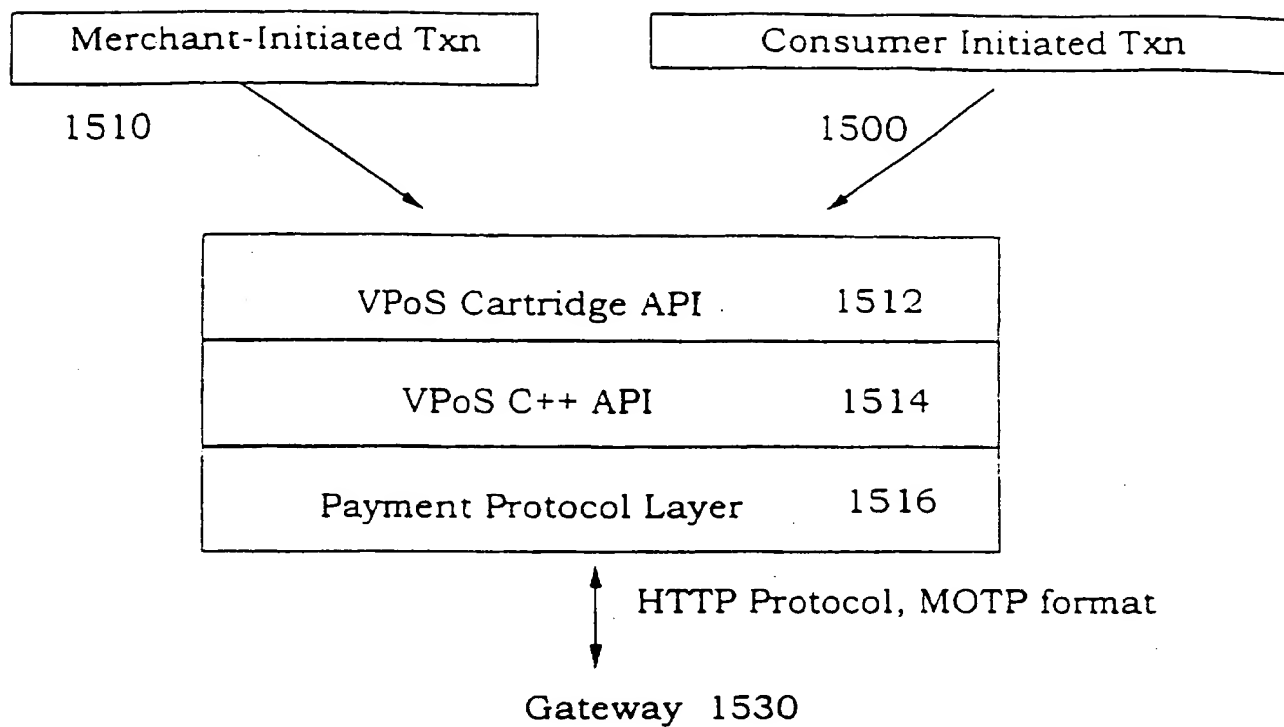 Merchant-Initiated Txn
Consumer Initiated Txn
1510
1500
VPoS Cartridge API 1512
VPoS C++ API 1514
Payment Protocol Layer 1516
HTTP Protocol, MOTP format
Gateway 1530